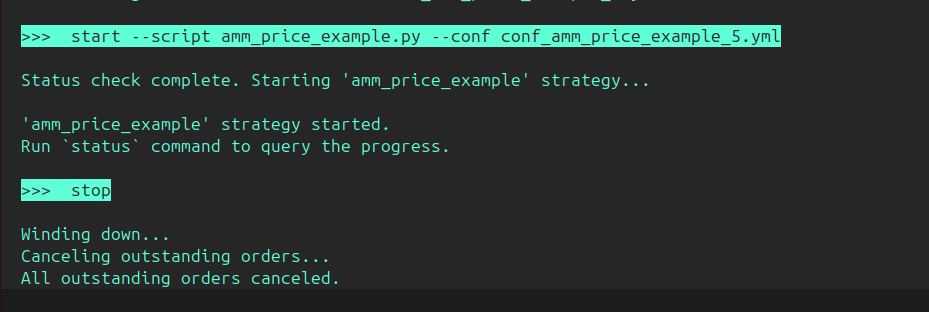 >>>  start --script amm_price_example.py --conf conf_amm_price_example_5.yml
Status check complete. Starting 'amm_price_example' strategy...
'amm_price_example' strategy started.
Run `status` command to query the progress.
>>>  stop
Winding down...
Canceling outstanding orders...
All outstanding orders canceled.